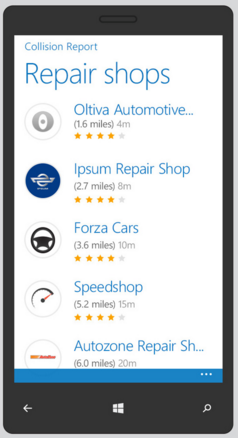 Collision Report
Repair shops
Oltiva Automotive...
(1.6 miles) 4m
Ipsum Repair Shop
(2.7 miles) 8m
Forza Cars
(3.6 miles) 10m
Speedshop
(5.2 miles) 15m
Autozone Repair Sh...
(6.0 miles) 20m
...